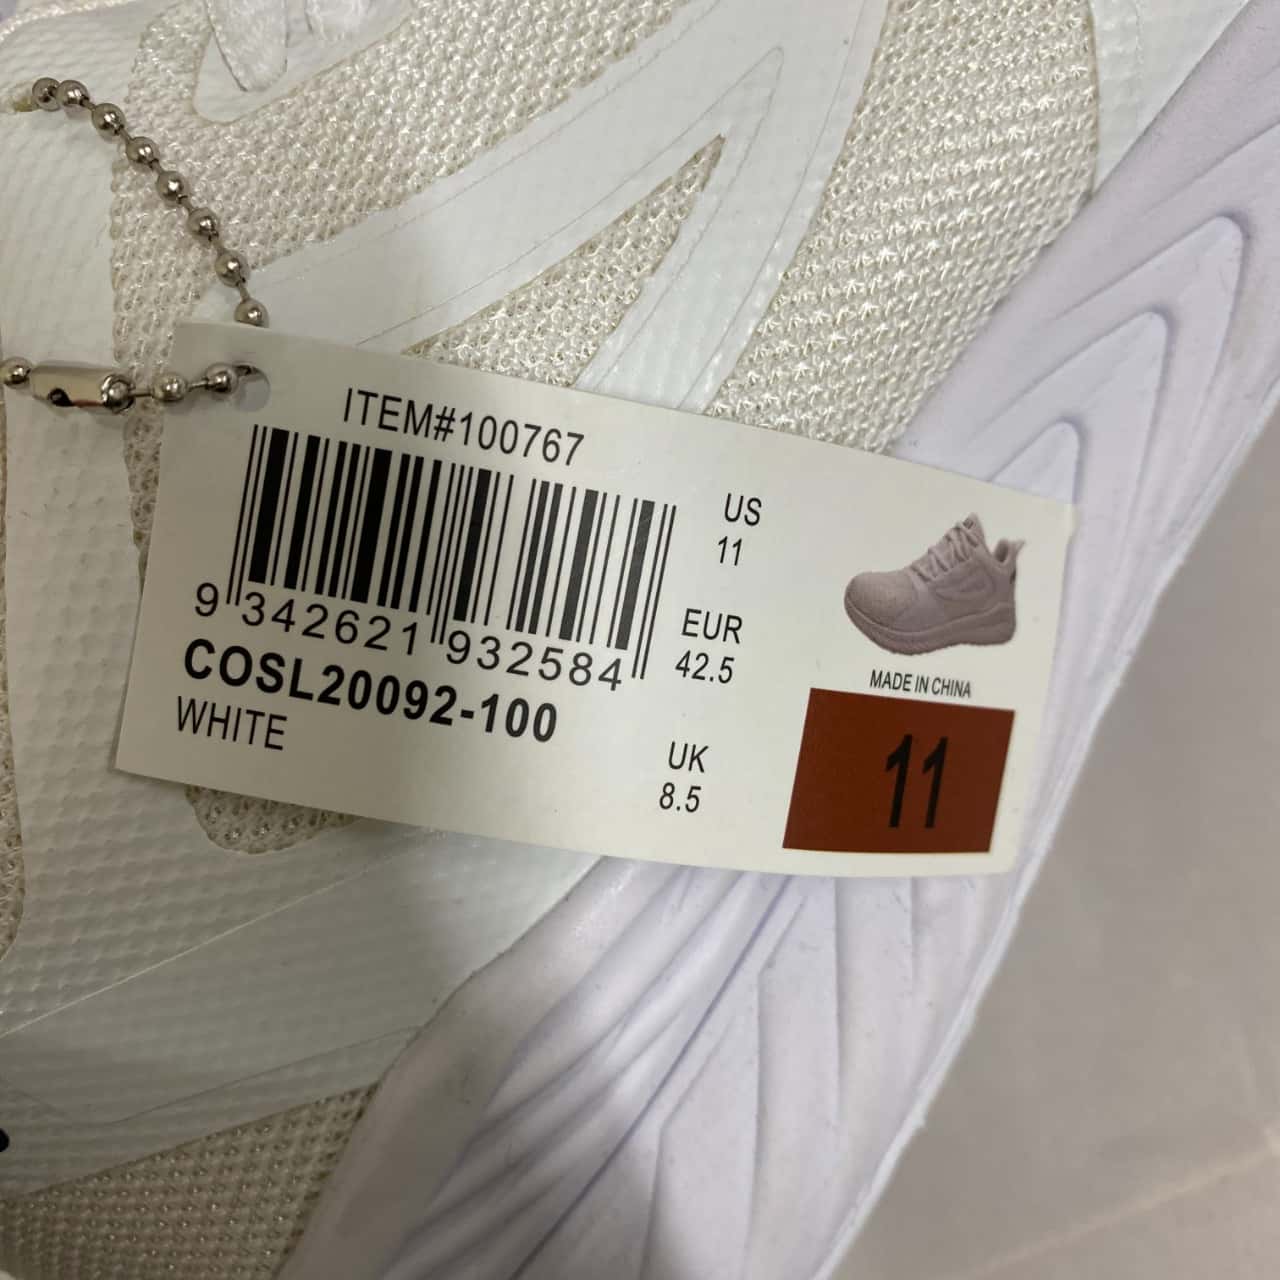 ITEM#100767
9 342621 932584
COSL20092-100
WHITE
US
11
EUR
42.5
UK
8.5
MADE IN CHINA
11